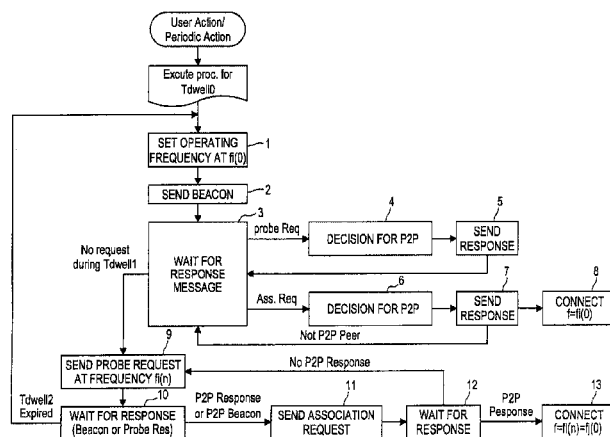 User Action/
Periodic Action
Excute proc. for
Tdwell0
1
SET OPERATING
FREQUENCY AT fi(0)
2
SEND BEACON
3
WAIT FOR
RESPONSE
MESSAGE
probe Req
4
DECISION FOR P2P
5
SEND
RESPONSE
No request
during Tdwell1
Ass. Req
6
DECISION FOR P2P
7
SEND
RESPONSE
8
CONNECT
f=fi(0)
Not P2P Peer
9
SEND PROBE REQUEST
AT FREQUENCY fi(n)
No P2P Response
Tdwell2
Expired
10
WAIT FOR RESPONSE
(Beacon or Probe Res)
P2P Response
or P2P Beacon
11
SEND ASSOCIATION
REQUEST
12
WAIT FOR
RESPONSE
P2P
Pesponse
13
CONNECT
f=fi(n)=fj(0)